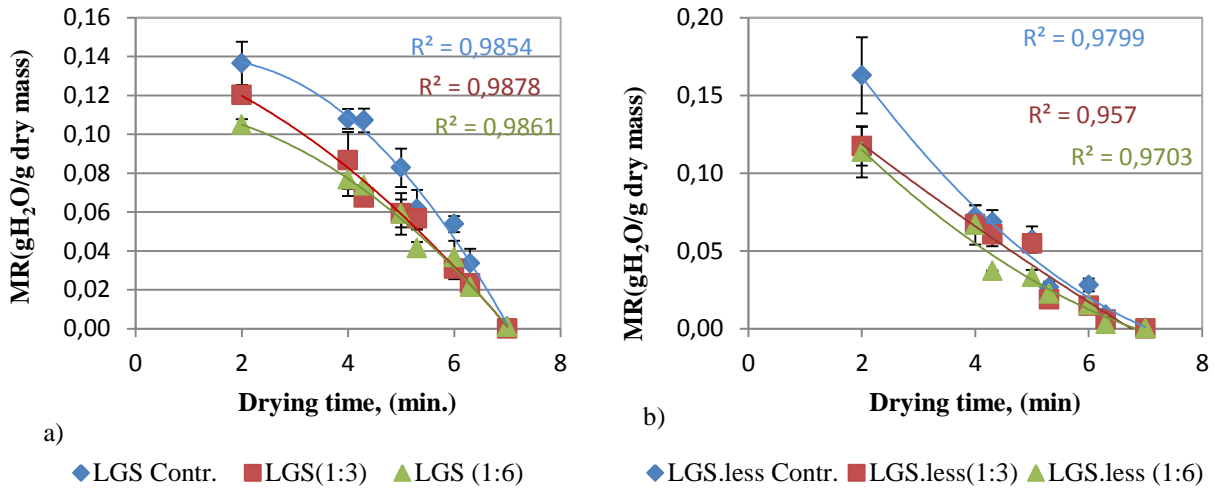 MR(gH₂O/g dry mass)
0,16
0,14
0,12
0,10
0,08
0,06
0,04
0,02
0,00
R² = 0,9854
R² = 0,9878
R² = 0,9861
0 2 4 6 8
Drying time, (min.)
a)
LGS Contr. LGS(1:3) LGS (1:6)
MR(gH₂O/g dry mass)
0,20
0,15
0,10
0,05
0,00
R² = 0,9799
R² = 0,957
R² = 0,9703
0 2 4 6 8
Drying time, (min)
b)
LGS.less Contr. LGS.less(1:3) LGS.less (1:6)